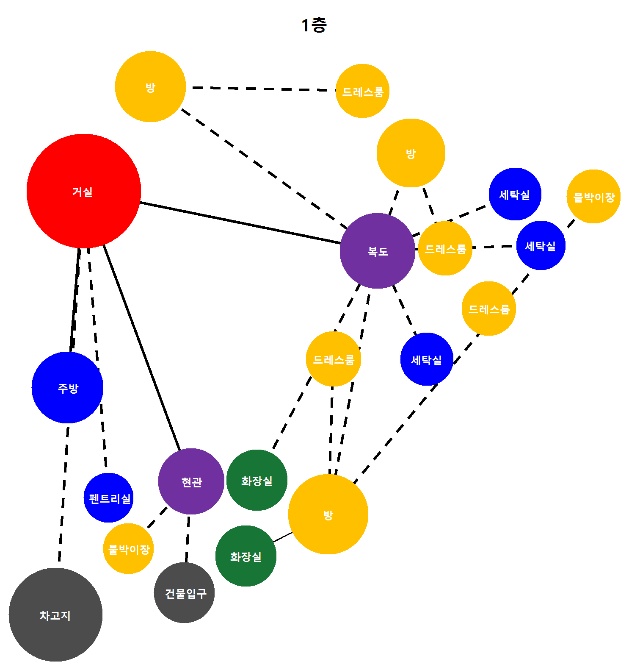 1층
방
드레스룸
방
거실
세탁실
붙박이장
복도
드레스룸
세탁실
드레스룸
드레스룸
세탁실
주방
현관
화장실
펜트리실
방
붙박이장
화장실
건물입구
차고지